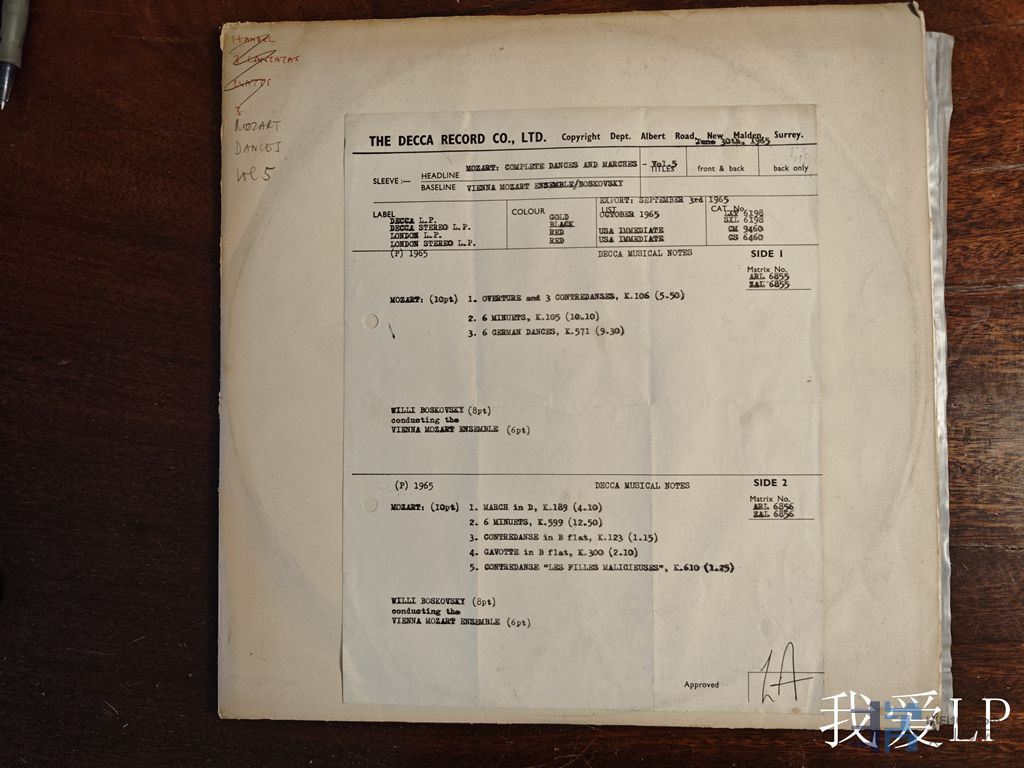 HANDEL
2 CANTATAS
3
MOZART
DANCES
Vol 5
THE DECCA RECORD CO., LTD. Copyright Dept. Albert Road, New Malden, Surrey.
June 30th, 1965
SLEEVE :— HEADLINE MOZART: COMPLETE DANCES AND MARCHES - Vol.5
TITLES front & back back only
BASELINE VIENNA MOZART ENSEMBLE/BOSKOVSKY
EXPORT: SEPTEMBER 3rd 1965
LABEL COLOUR LIST CAT. No.
DECCA L.P. GOLD OCTOBER 1965 LXT 6198
DECCA STEREO L.P. BLACK SXL 6198
LONDON L.P. RED USA IMMEDIATE CM 9460
LONDON STEREO L.P. RED USA IMMEDIATE CS 6460
(P) 1965 DECCA MUSICAL NOTES SIDE 1
Matrix No.
ARL 6855
ZAL 6855
MOZART: (10pt) 1. OVERTURE and 3 CONTREDANSES, K.106 (5.50)
2. 6 MINUETS, K.105 (10.10)
3. 6 GERMAN DANCES, K.571 (9.30)
WILLI BOSKOVSKY (8pt)
conducting the
VIENNA MOZART ENSEMBLE (6pt)
(P) 1965 DECCA MUSICAL NOTES SIDE 2
Matrix No.
ARL 6856
ZAL 6856
MOZART: (10pt) 1. MARCH in D, K.189 (4.10)
2. 6 MINUETS, K.599 (12.50)
3. CONTREDANSE in B flat, K.123 (1.15)
4. GAVOTTE in B flat, K.300 (2.10)
5. CONTREDANSE "LES FILLES MALICIEUSES", K.610 (1.25)
WILLI BOSKOVSKY (8pt)
conducting the
VIENNA MOZART ENSEMBLE (6pt)
Approved
我爱LP